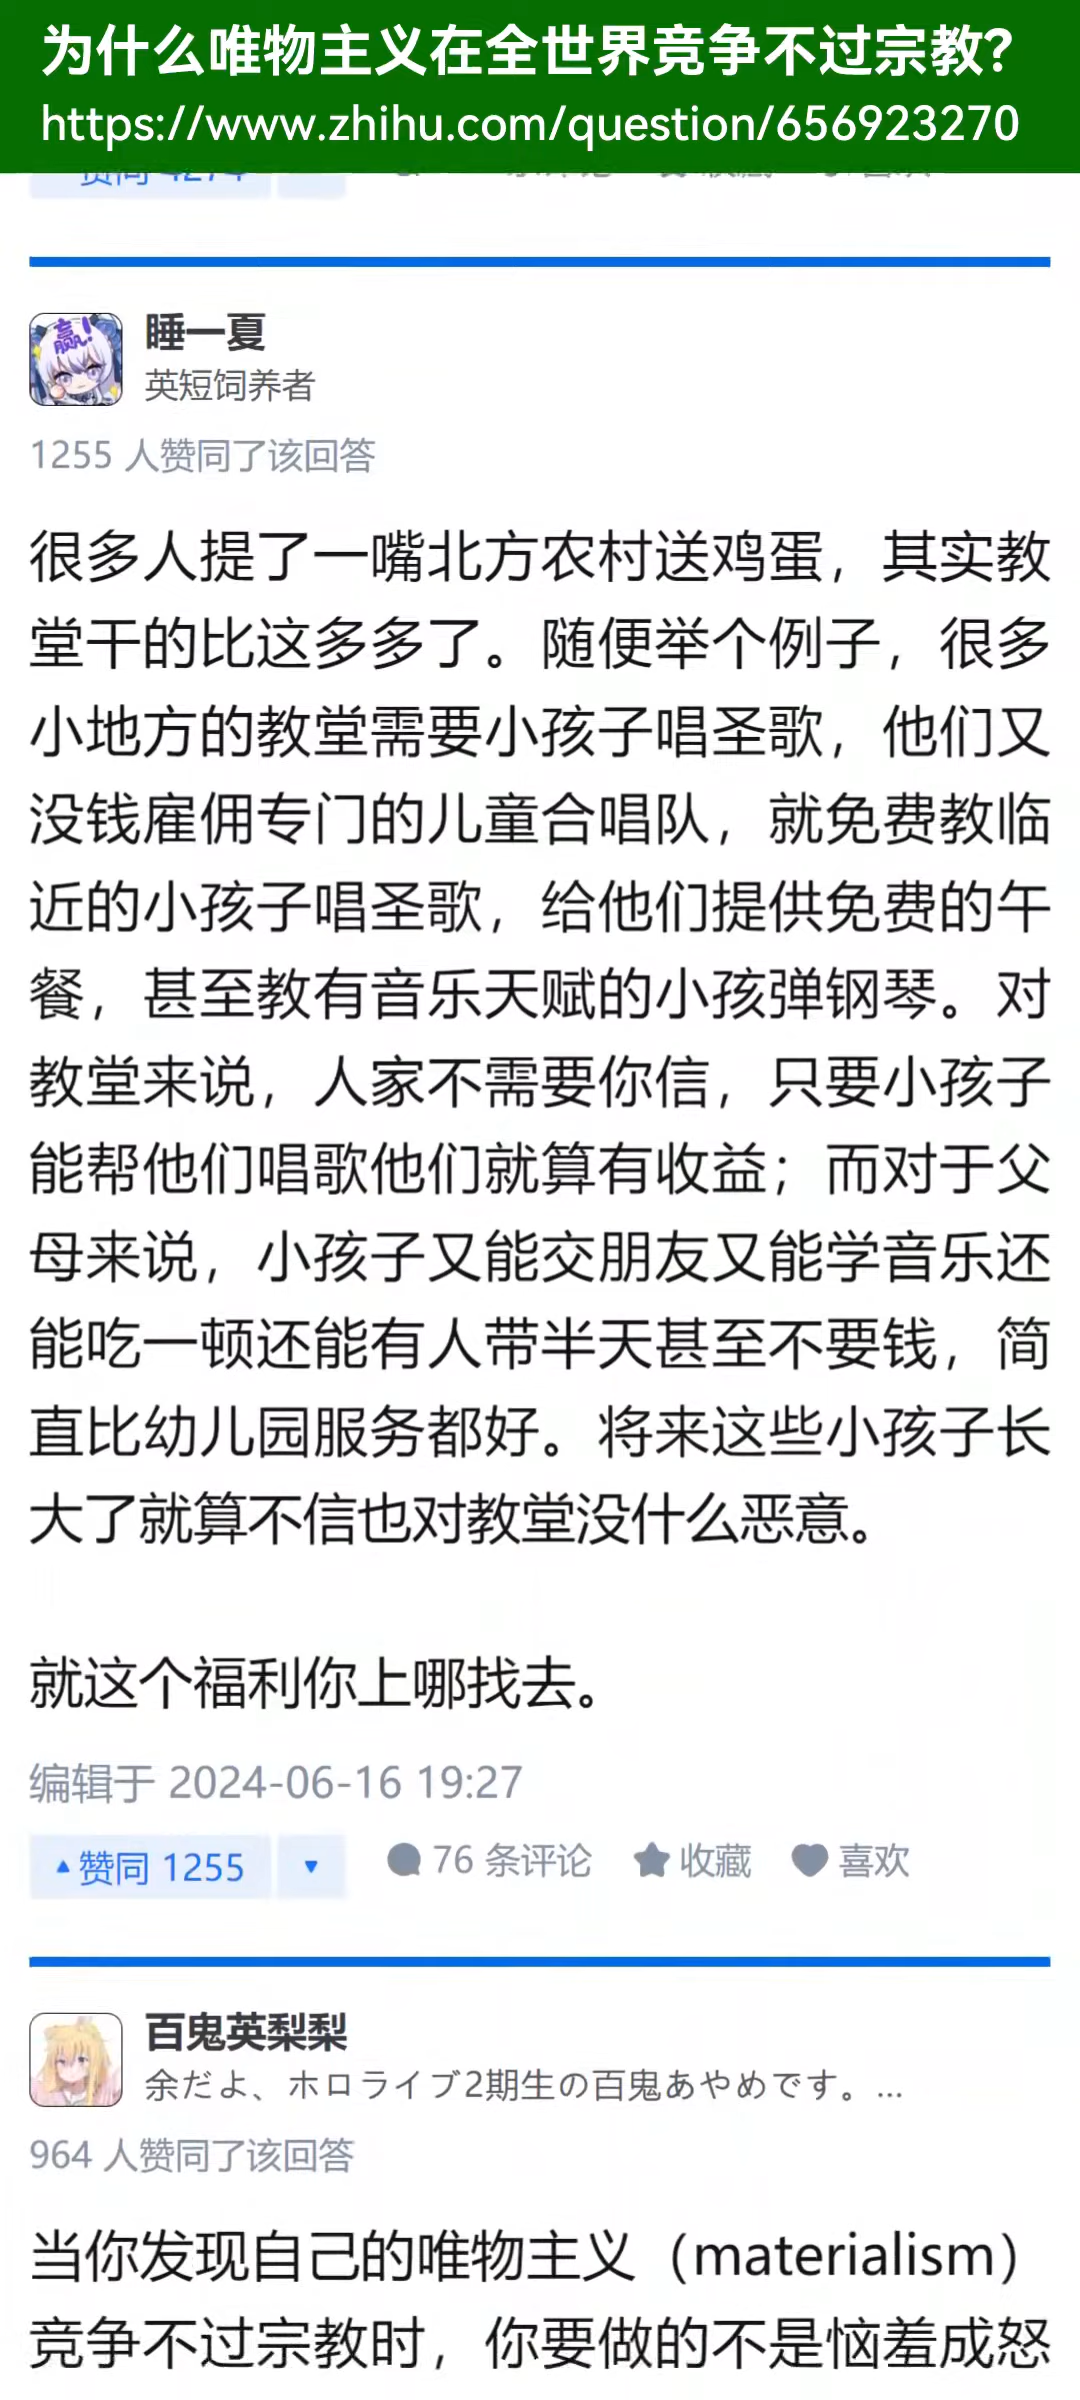 为什么唯物主义在全世界竞争不过宗教？
https://www.zhihu.com/question/656923270
赢！
睡一夏
英短饲养者
1255 人赞同了该回答
很多人提了一嘴北方农村送鸡蛋，其实教
堂干的比这多多了。随便举个例子，很多
小地方的教堂需要小孩子唱圣歌，他们又
没钱雇佣专门的儿童合唱队，就免费教临
近的小孩子唱圣歌，给他们提供免费的午
餐，甚至教有音乐天赋的小孩弹钢琴。对
教堂来说，人家不需要你信，只要小孩子
能帮他们唱歌他们就算有收益；而对于父
母来说，小孩子又能交朋友又能学音乐还
能吃一顿还能有人带半天甚至不要钱，简
直比幼儿园服务都好。将来这些小孩子长
大了就算不信也对教堂没什么恶意。
就这个福利你上哪找去。
编辑于 2024-06-16 19:27
赞同 1255 76 条评论 收藏 喜欢
百鬼英梨梨
余だよ、ホロライブ2期生の百鬼あやめです。...
964 人赞同了该回答
当你发现自己的唯物主义（materialism）
竞争不过宗教时，你要做的不是恼羞成怒